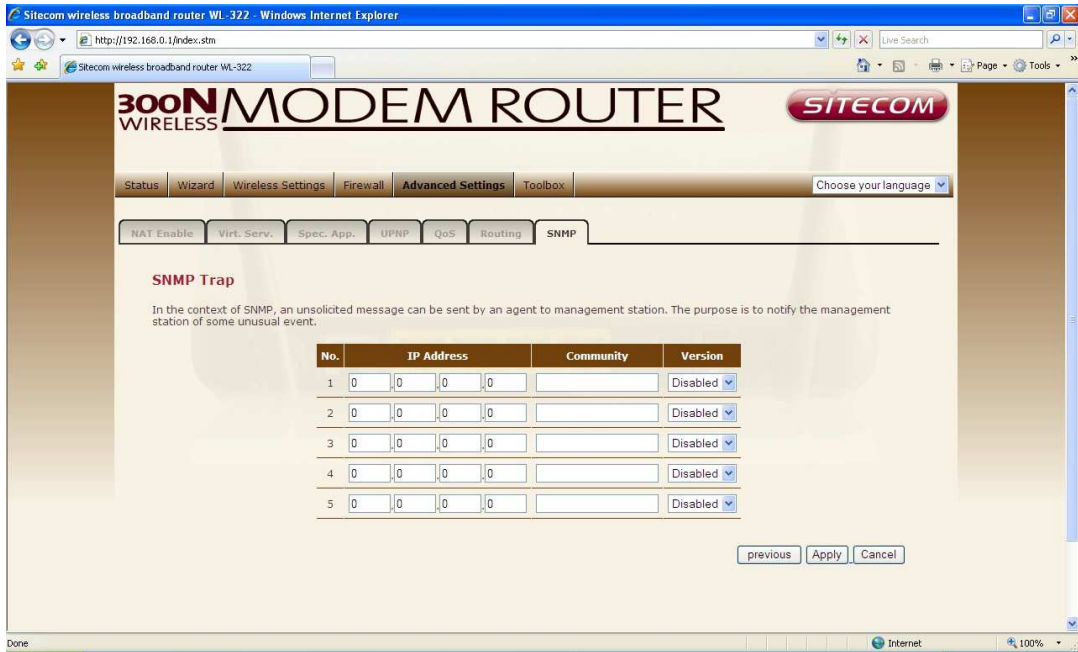 Sitecom wireless broadband router WL-322 - Windows Internet Explorer
http://192.168.0.1/index.stm
Live Search
Sitecom wireless broadband router WL-322
Page Tools
300N WIRELESS MODEM ROUTER
SITECOM
Status Wizard Wireless Settings Firewall Advanced Settings Toolbox
Choose your language
NAT Enable Virt. Serv. Spec. App. UPNP QoS Routing SNMP
SNMP Trap
In the context of SNMP, an unsolicited message can be sent by an agent to management station. The purpose is to notify the management
station of some unusual event.
No. IP Address Community Version
1 0 .0 .0 .0 Disabled
2 0 .0 .0 .0 Disabled
3 0 .0 .0 .0 Disabled
4 0 .0 .0 .0 Disabled
5 0 .0 .0 .0 Disabled
previous Apply Cancel
Done Internet 100%